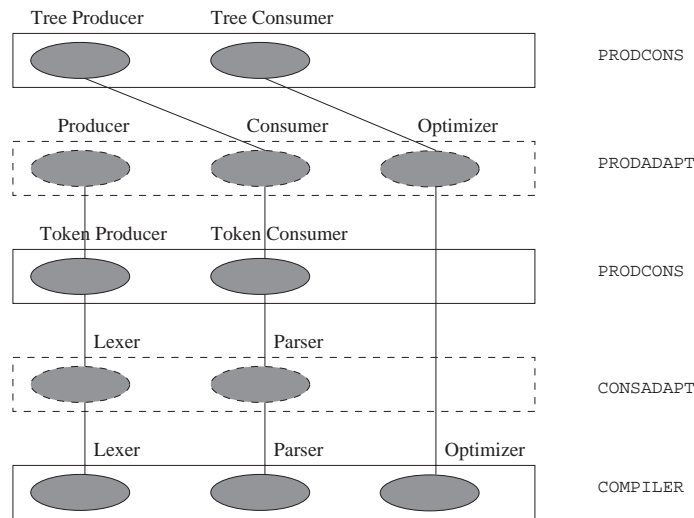 Tree Producer Tree Consumer
PRODCONS
Producer Consumer Optimizer
PRODADAPT
Token Producer Token Consumer
PRODCONS
Lexer Parser
CONSADAPT
Lexer Parser Optimizer
COMPILER